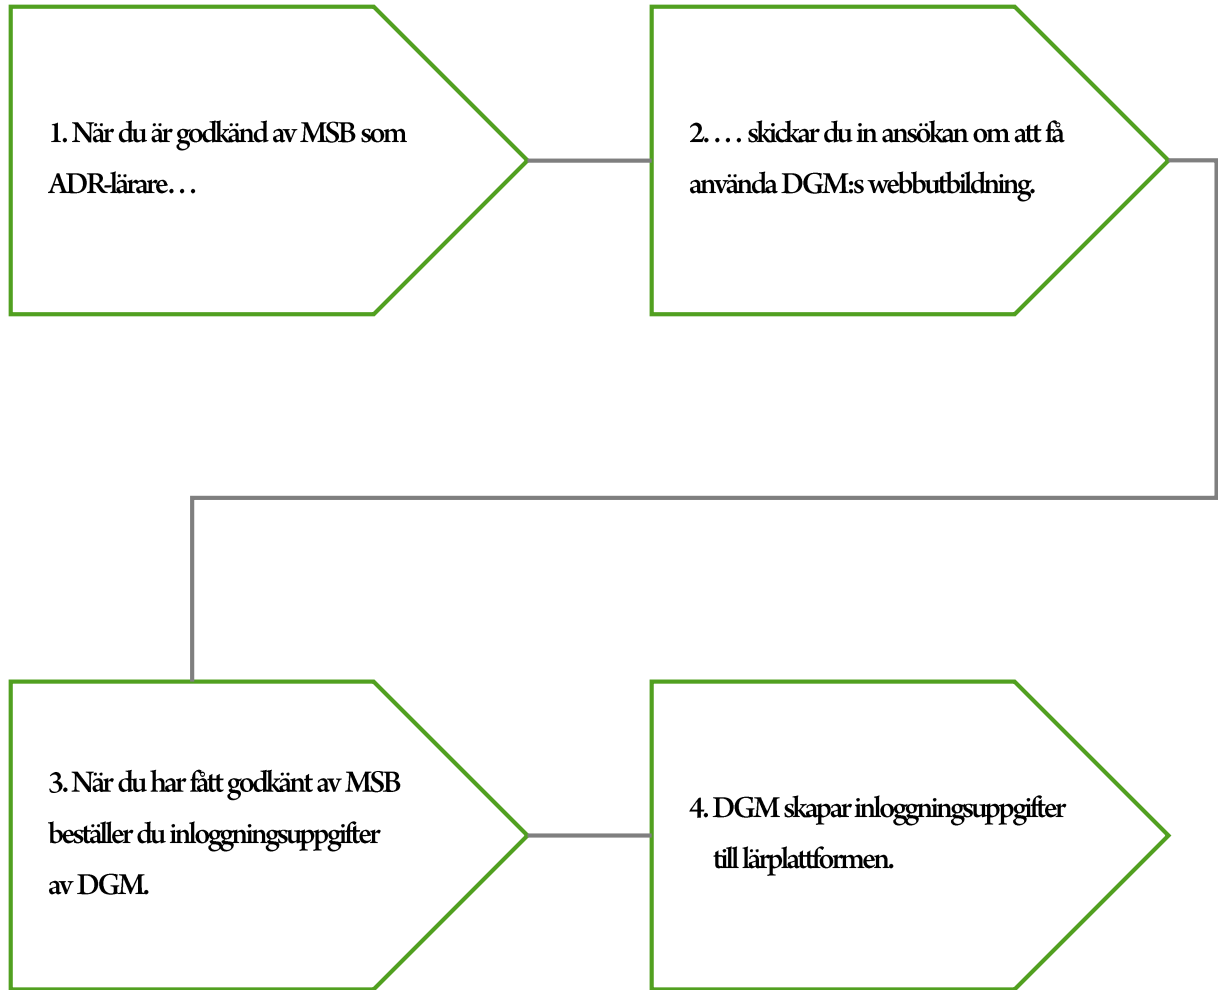 1. När du är godkänd av MSB som
ADR-lärare…
2. … skickar du in ansökan om att få
använda DGM:s webbutbildning.
3. När du har fått godkänt av MSB
beställer du inloggningsuppgifter
av DGM.
4. DGM skapar inloggningsuppgifter
till lärplattformen.